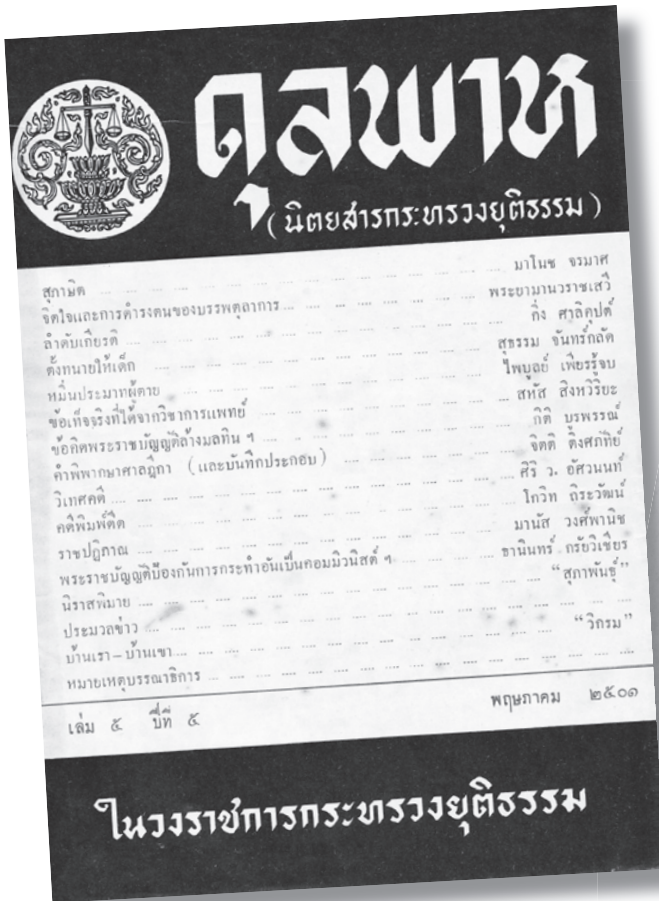 ดุลพาห
(นิตยสารกระทรวงยุติธรรม)
สุภาษิต ... มาโนช จรมาศ
จิตใจและการดำรงตนของบรรพตุลาการ ... พระยามานวราชเสวี
ลำดับเกียรติ ... กิ่ง ศาลิคุปต์
ตั้งทนายให้เด็ก ... สุธรรม จันทร์กลัด
หมิ่นประมาทผู้ตาย ... ไพบูลย์ เพียรรู้จบ
ข้อเท็จจริงที่ได้จากวิชาการแพทย์ ... สหัส สิงหวิริยะ
ข้อคิดพระราชบัญญัติล้างมลทิน ฯ ... กิติ บูรพรรณ์
คำพิพากษาศาลฎีกา (และบันทึกประกอบ) ... จิตติ ติงศภัทิย์
วิเทศคดี ... ศิริ ว. อัศวนนท์
คดีพิมพ์ดีด ... โกวิท ถิระวัฒน์
ราชปฏิภาณ ... มานัส วงศ์พานิช
พระราชบัญญัติป้องกันการกระทำอันเป็นคอมมิวนิสต์ ฯ ... ธานินทร์ กรัยวิเชียร
นิราสพิมาย ... “สุภาพันธุ์”
ประมวลข่าว ...
บ้านเรา–บ้านเขา ... “วิกรม”
หมายเหตุบรรณาธิการ ...
เล่ม ๕ ปีที่ ๕ พฤษภาคม ๒๕๐๑
ในวงราชการกระทรวงยุติธรรม